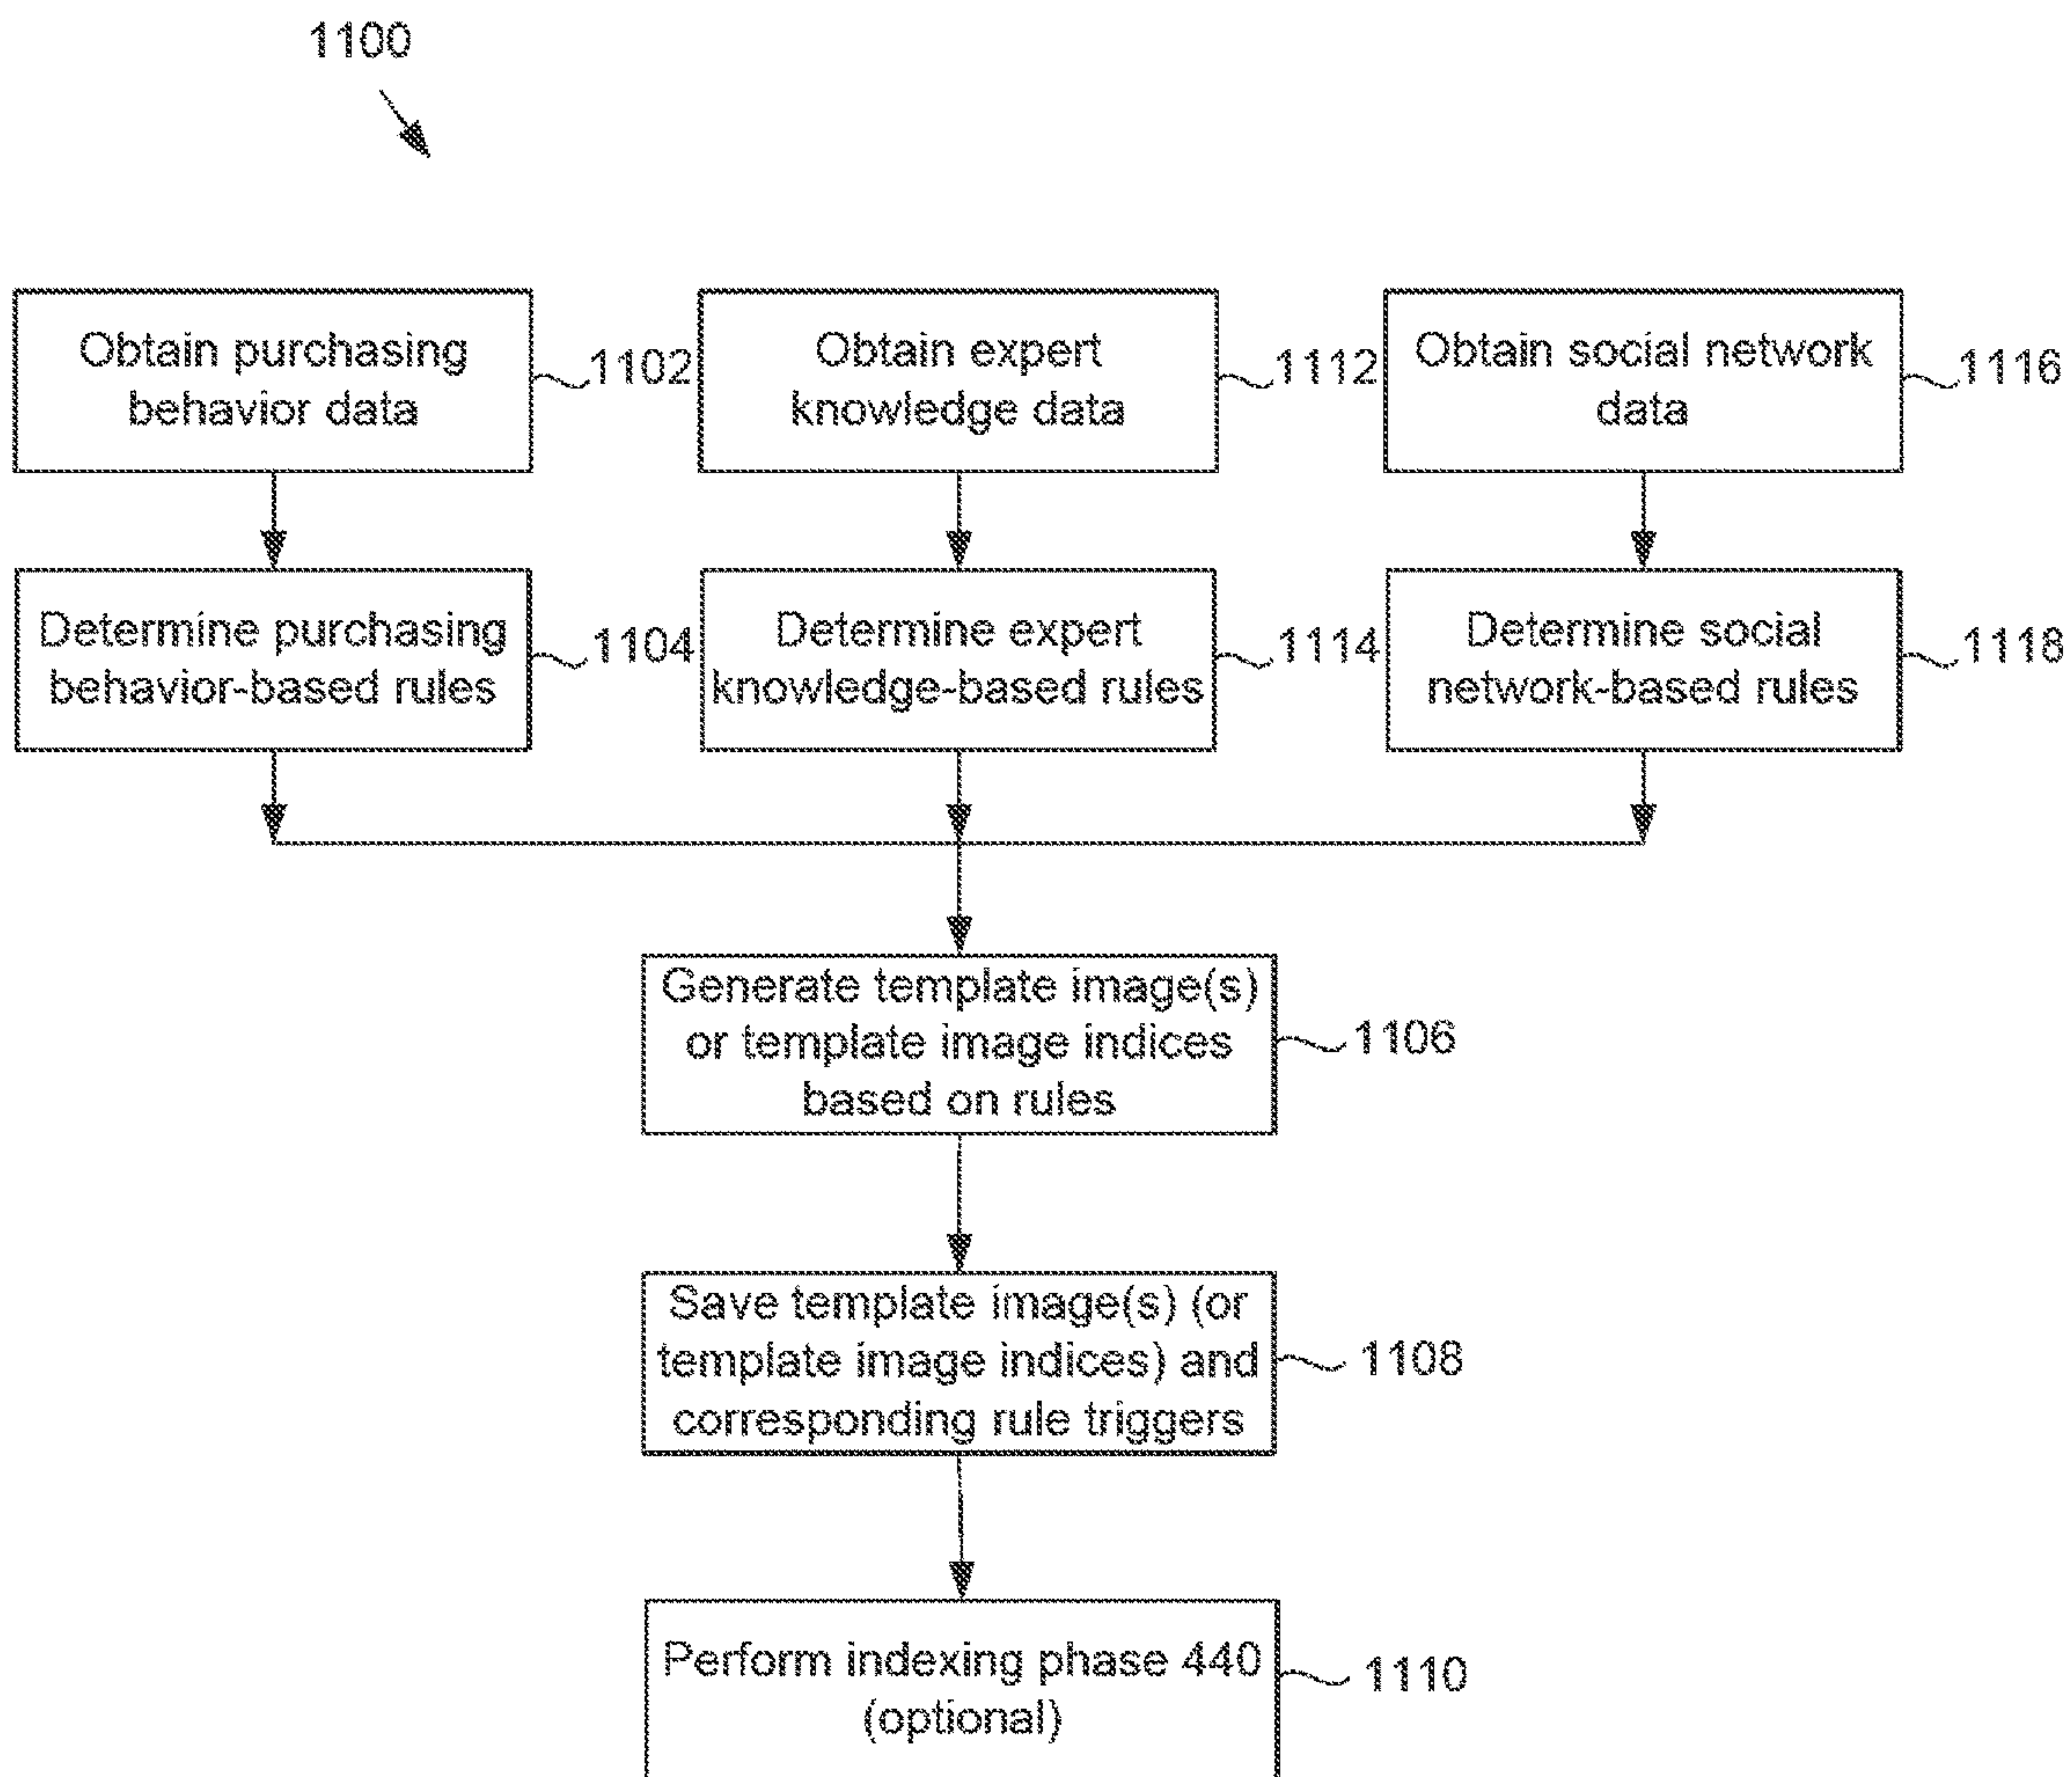 1100
Obtain purchasing
behavior data
1102
Obtain expert
knowledge data
1112
Obtain social network
data
1116
Determine purchasing
behavior-based rules
1104
Determine expert
knowledge-based rules
1114
Determine social
network-based rules
1118
Generate template image(s)
or template image indices
based on rules
1106
Save template image(s) (or
template image indices) and
corresponding rule triggers
1108
Perform indexing phase 440
(optional)
1110